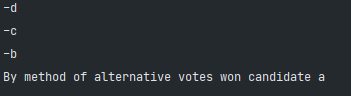 -d
-c
-b
By method of alternative votes won candidate a